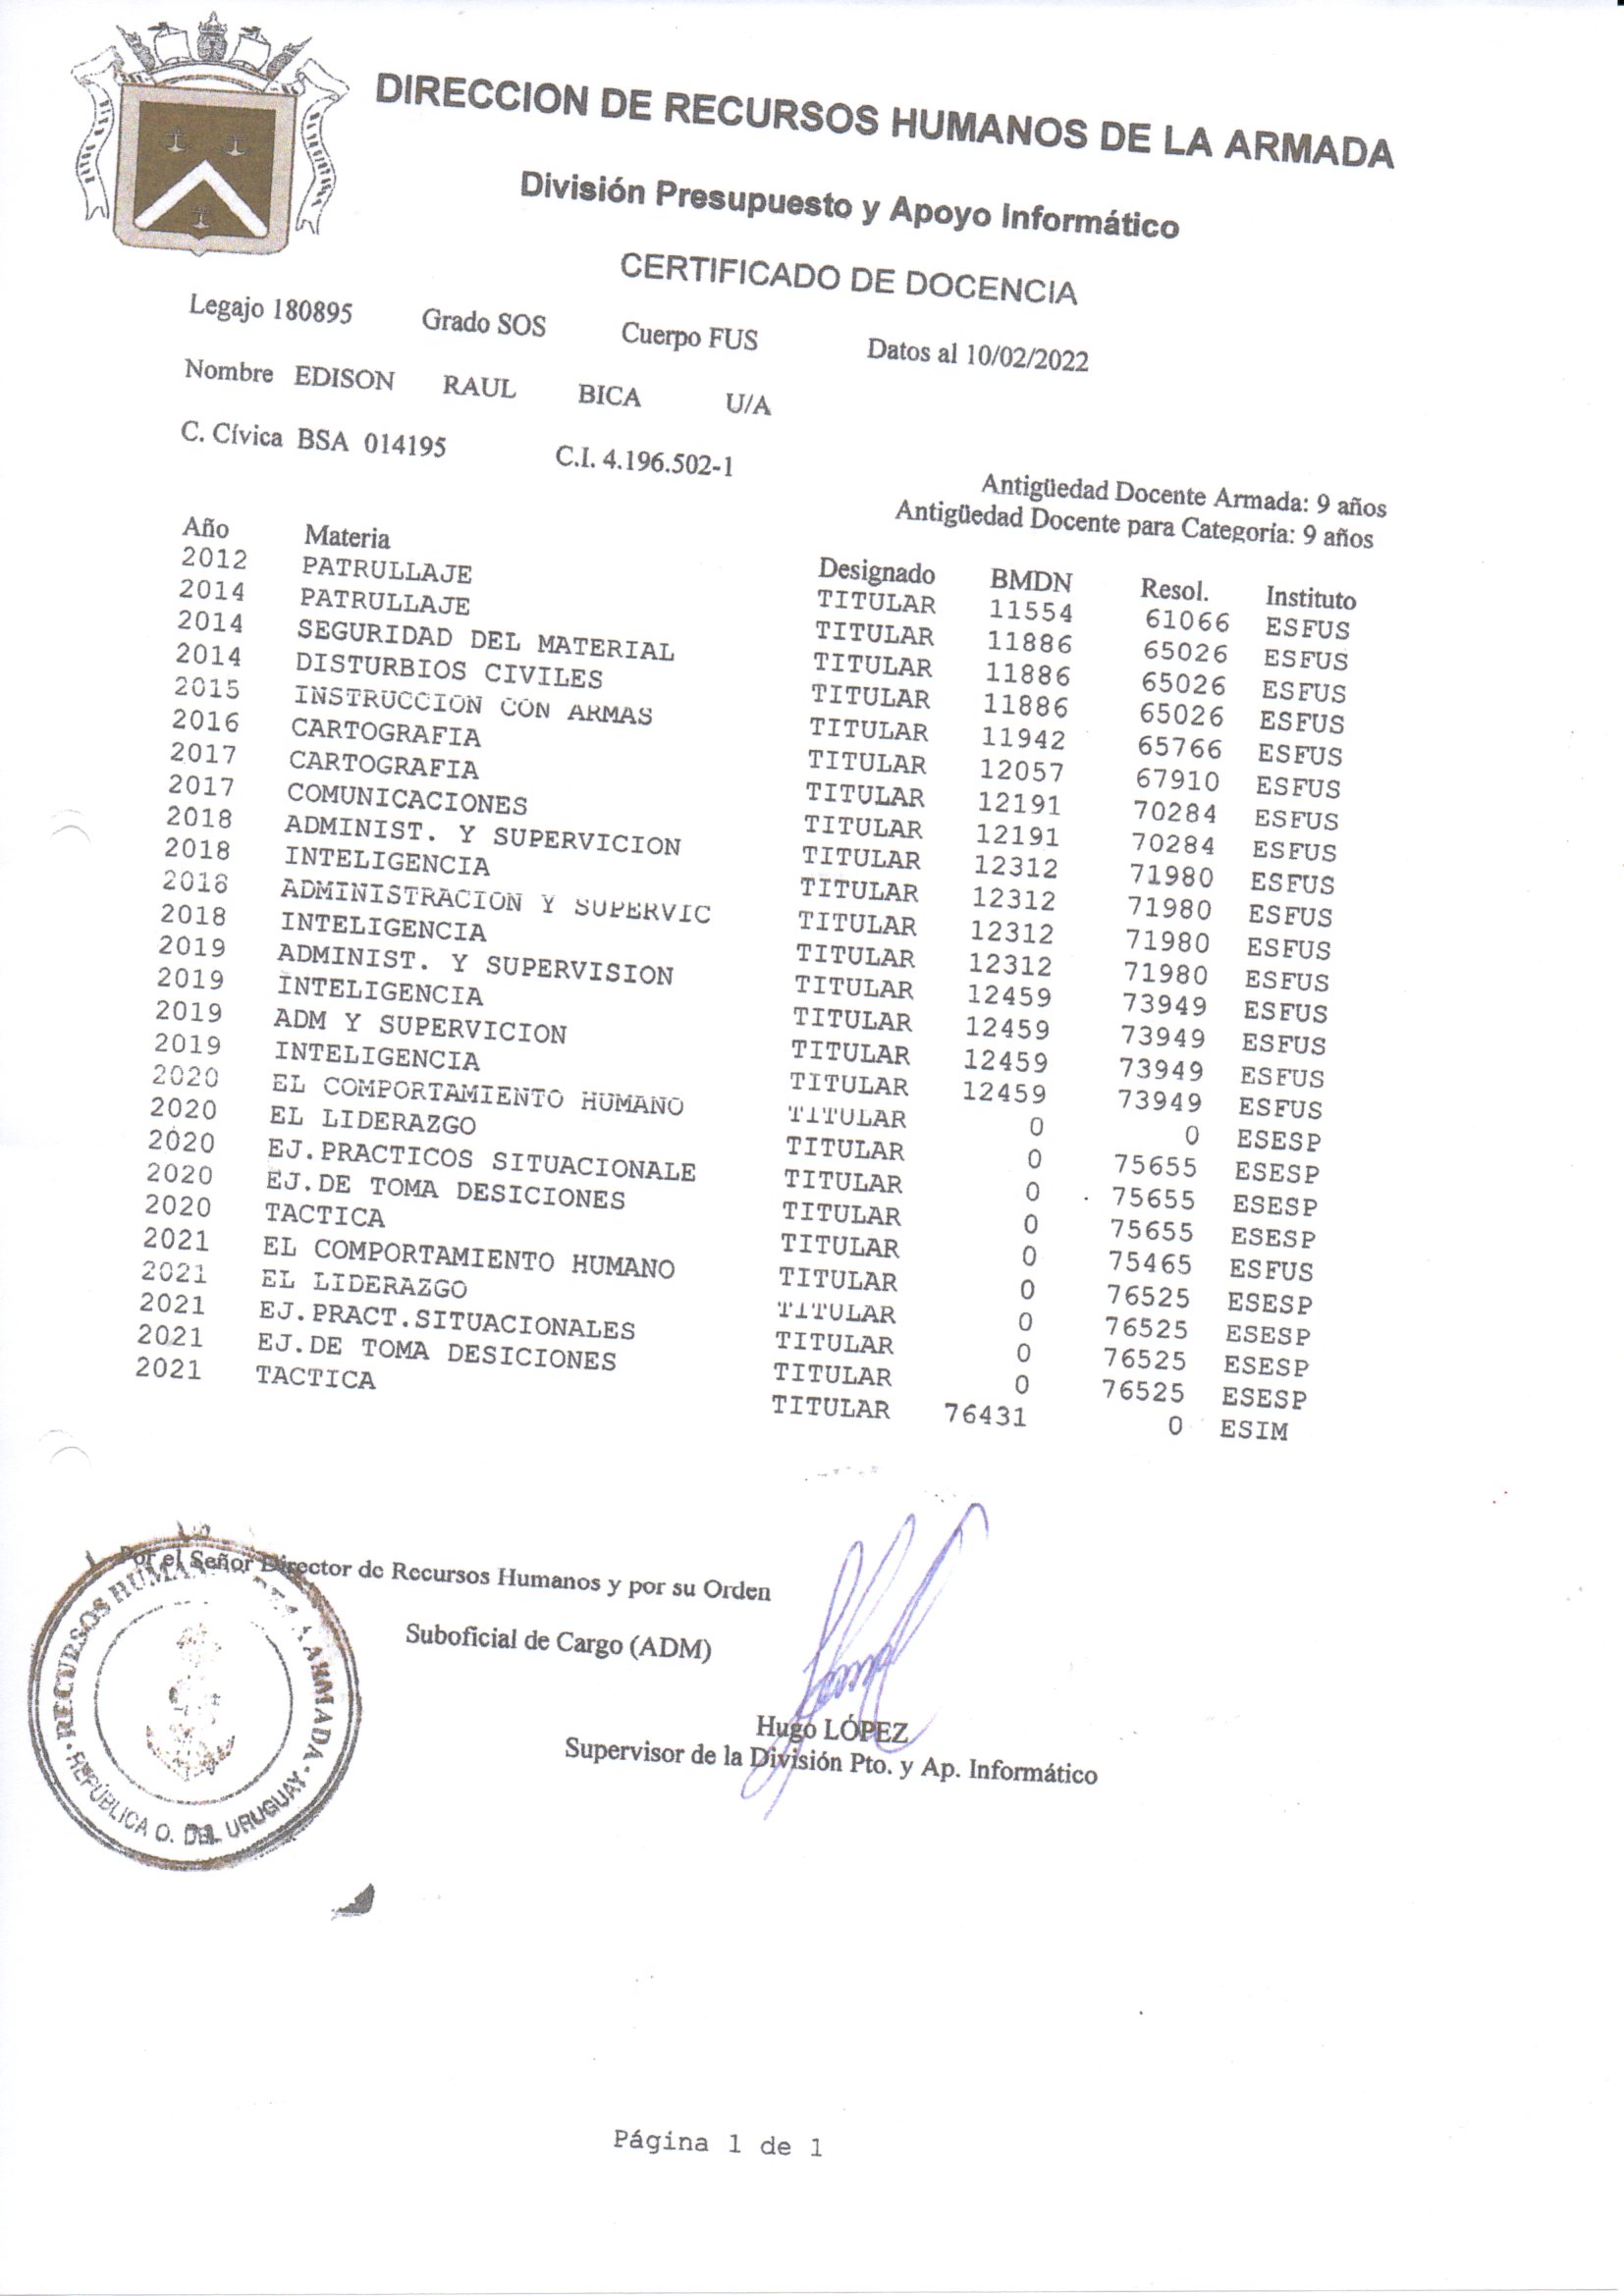 DIRECCION DE RECURSOS HUMANOS DE LA ARMADA
División Presupuesto y Apoyo Informático
CERTIFICADO DE DOCENCIA
Legajo 180895 Grado SOS Cuerpo FUS Datos al 10/02/2022
Nombre EDISON RAUL BICA U/A
C. Cívica BSA 014195 C.I. 4.196.502-1
Antigüedad Docente Armada: 9 años
Antigüedad Docente para Categoría: 9 años
Año Materia Designado BMDN Resol. Instituto
2012 PATRULLAJE TITULAR 11554 61066 ESFUS
2014 PATRULLAJE TITULAR 11886 65026 ESFUS
2014 SEGURIDAD DEL MATERIAL TITULAR 11886 65026 ESFUS
2014 DISTURBIOS CIVILES TITULAR 11886 65026 ESFUS
2015 INSTRUCCION CON ARMAS TITULAR 11942 65766 ESFUS
2016 CARTOGRAFIA TITULAR 12057 67910 ESFUS
2017 CARTOGRAFIA TITULAR 12191 70284 ESFUS
2017 COMUNICACIONES TITULAR 12191 70284 ESFUS
2018 ADMINIST. Y SUPERVICION TITULAR 12312 71980 ESFUS
2018 INTELIGENCIA TITULAR 12312 71980 ESFUS
2018 ADMINISTRACION Y SUPERVIC TITULAR 12312 71980 ESFUS
2018 INTELIGENCIA TITULAR 12312 71980 ESFUS
2019 ADMINIST. Y SUPERVISION TITULAR 12459 73949 ESFUS
2019 INTELIGENCIA TITULAR 12459 73949 ESFUS
2019 ADM Y SUPERVICION TITULAR 12459 73949 ESFUS
2019 INTELIGENCIA TITULAR 12459 73949 ESFUS
2020 EL COMPORTAMIENTO HUMANO TITULAR 0 0 ESESP
2020 EL LIDERAZGO TITULAR 0 75655 ESESP
2020 EJ.PRACTICOS SITUACIONALE TITULAR 0 75655 ESESP
2020 EJ.DE TOMA DESICIONES TITULAR 0 75655 ESESP
2020 TACTICA TITULAR 0 75465 ESFUS
2021 EL COMPORTAMIENTO HUMANO TITULAR 0 76525 ESESP
2021 EL LIDERAZGO TITULAR 0 76525 ESESP
2021 EJ.PRACT.SITUACIONALES TITULAR 0 76525 ESESP
2021 EJ.DE TOMA DESICIONES TITULAR 0 76525 ESESP
2021 TACTICA TITULAR 76431 0 ESIM
Por el Señor Director de Recursos Humanos y por su Orden
Suboficial de Cargo (ADM)
Hugo LÓPEZ
Supervisor de la División Pto. y Ap. Informático
RECURSOS HUMANOS DE LA ARMADA
REPÚBLICA O. DEL URUGUAY
Página 1 de 1